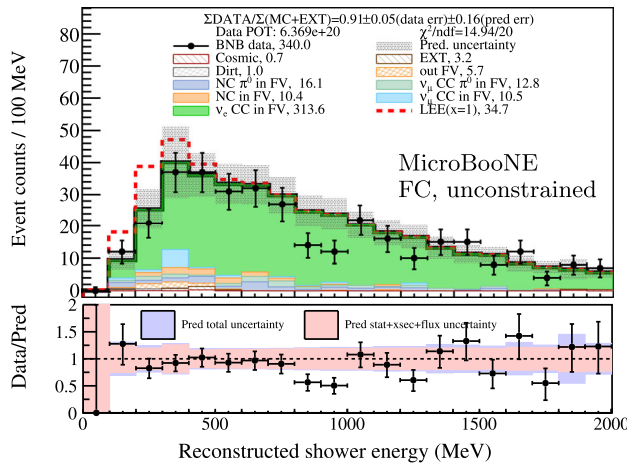 ΣDATA/Σ(MC+EXT)=0.91±0.05(data err)±0.16(pred err)
Data POT: 6.369e+20 χ²/ndf=14.94/20
BNB data, 340.0 Pred. uncertainty
Cosmic, 0.7 EXT, 3.2
Dirt, 1.0 out FV, 5.7
NC π⁰ in FV, 16.1 ν_μ CC π⁰ in FV, 12.8
NC in FV, 10.4 ν_μ CC in FV, 10.5
ν_e CC in FV, 313.6 LEE(x=1), 34.7
MicroBooNE
FC, unconstrained
Event counts / 100 MeV
80
70
60
50
40
30
20
10
0
Pred total uncertainty Pred stat+xsec+flux uncertainty
Data/Pred
2
1.5
1
0.5
0
0 500 1000 1500 2000
Reconstructed shower energy (MeV)